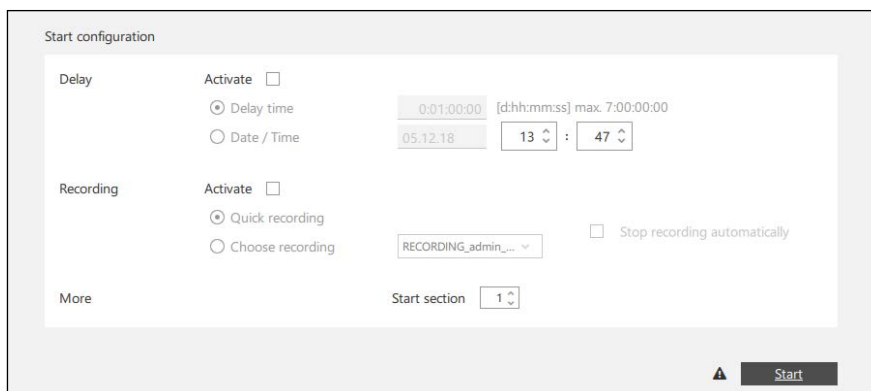 Start configuration
Delay Activate
Delay time 0:01:00:00 [d:hh:mm:ss] max. 7:00:00:00
Date / Time 05.12.18 13 : 47
Recording Activate
Quick recording
Stop recording automatically
Choose recording RECORDING_admin_...
More Start section 1
Start